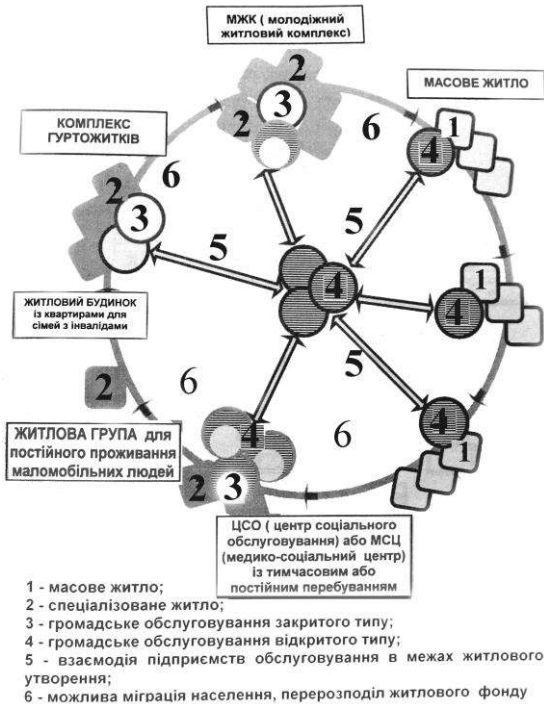 МЖК ( молодіжний
житловий комплекс)
МАСОВЕ ЖИТЛО
КОМПЛЕКС
ГУРТОЖИТКІВ
2
3
2
6
1
4
6
2
3
5
5
4
1
4
ЖИТЛОВИЙ БУДИНОК
із квартирами для
сімей з інвалідами
5
2
6
6
4
1
4
2
3
ЖИТЛОВА ГРУПА для
постійного проживання
маломобільних людей
ЦСО ( центр соціального
обслуговування) або МСЦ
(медико-соціальний центр)
із тимчасовим або
постійним перебуванням
1 - масове житло;
2 - спеціалізоване житло;
3 - громадське обслуговування закритого типу;
4 - громадське обслуговування відкритого типу;
5 - взаємодія підприємств обслуговування в межах житлового
утворення;
6 - можлива міграція населення, перерозподіл житлового фонду